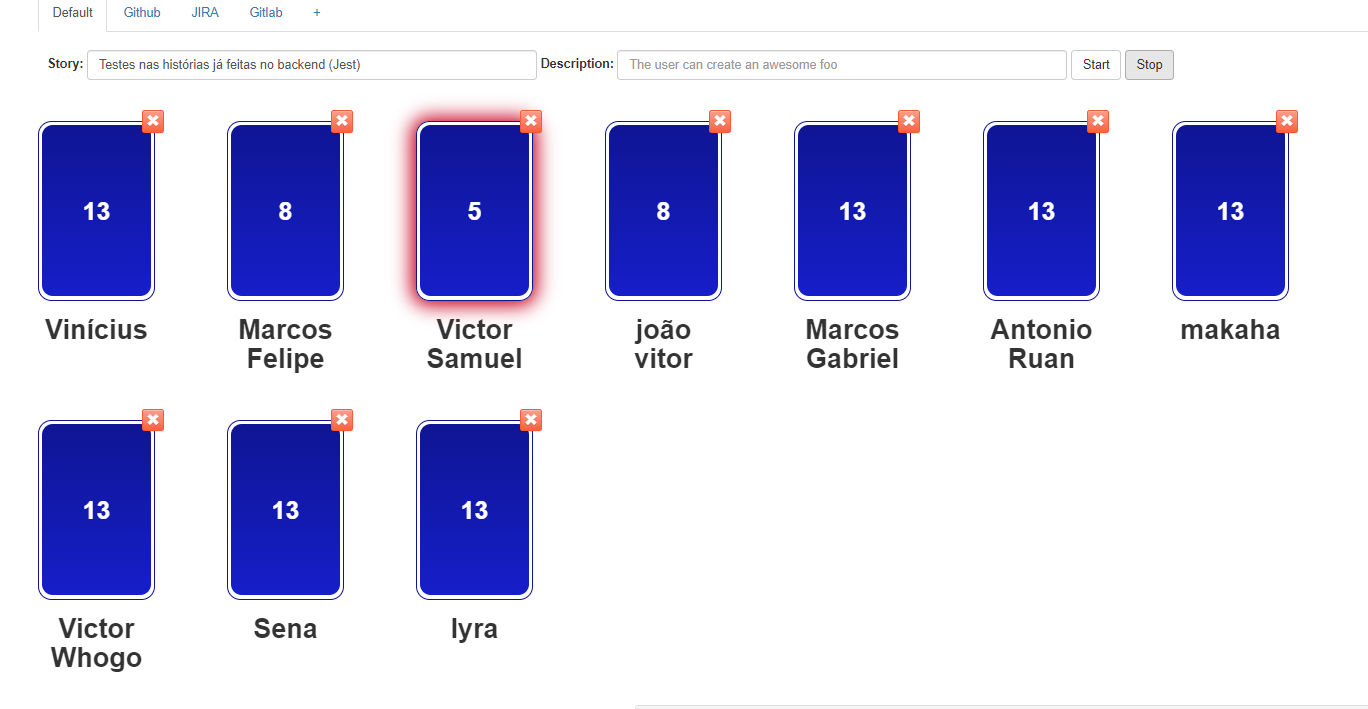 Default Github JIRA Gitlab +
Story: Testes nas histórias já feitas no backend (Jest) Description: The user can create an awesome foo Start Stop
13 8 5 8 13 13 13
Vinícius Marcos Victor joão Marcos Antonio makaha
Felipe Samuel vitor Gabriel Ruan
13 13 13
Victor Sena lyra
Whogo